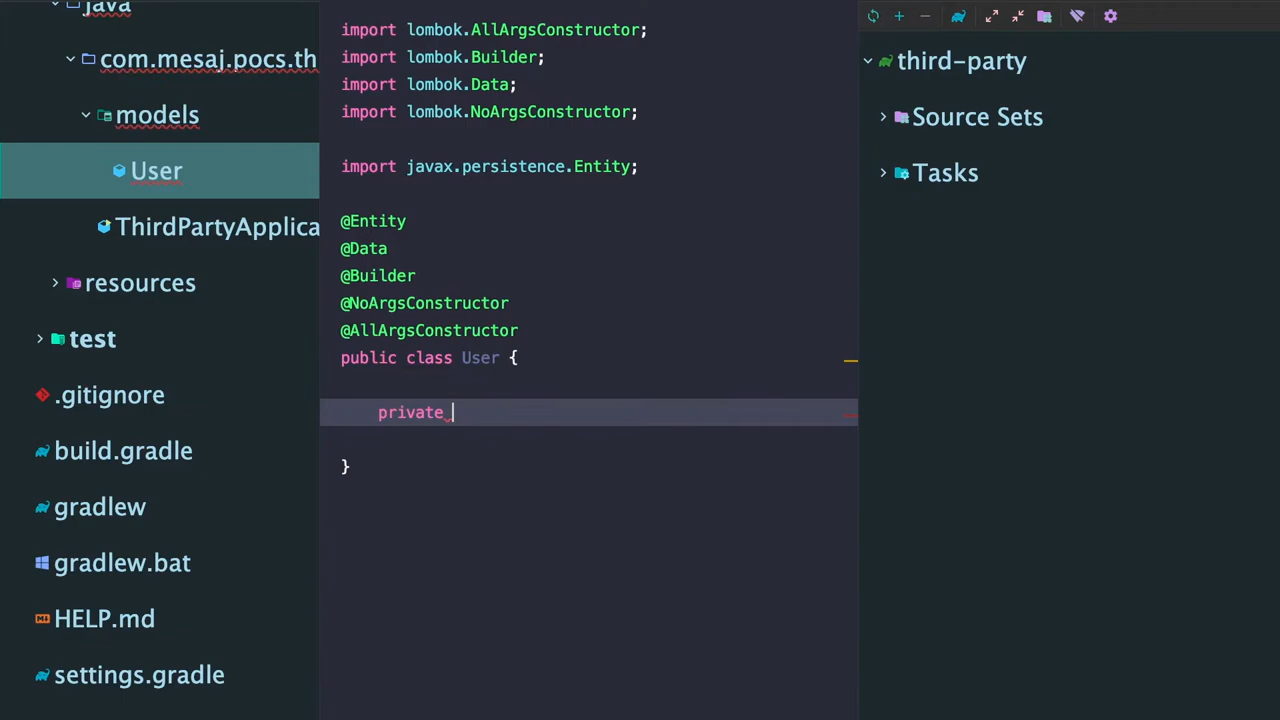 java
com.mesaj.pocs.th
models
User
ThirdPartyApplica
resources
test
.gitignore
build.gradle
gradlew
gradlew.bat
HELP.md
settings.gradle
import lombok.AllArgsConstructor;
import lombok.Builder;
import lombok.Data;
import lombok.NoArgsConstructor;
import javax.persistence.Entity;
@Entity
@Data
@Builder
@NoArgsConstructor
@AllArgsConstructor
public class User {
private
}
third-party
Source Sets
Tasks